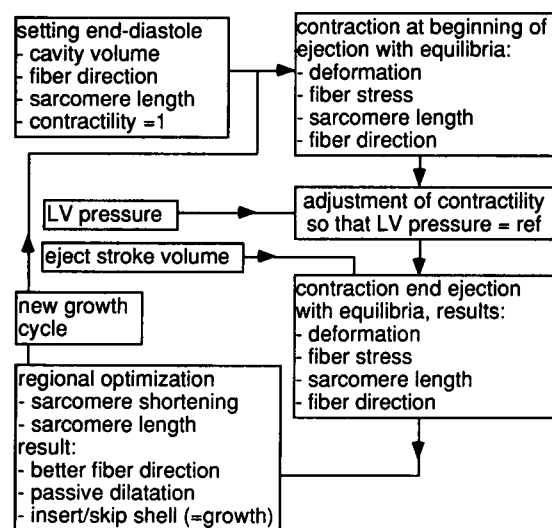 setting end-diastole
- cavity volume
- fiber direction
- sarcomere length
- contractility =1
contraction at beginning of
ejection with equilibria:
- deformation
- fiber stress
- sarcomere length
- fiber direction
LV pressure
adjustment of contractility
so that LV pressure = ref
eject stroke volume
contraction end ejection
with equilibria, results:
- deformation
- fiber stress
- sarcomere length
- fiber direction
new growth
cycle
regional optimization
- sarcomere shortening
- sarcomere length
result:
- better fiber direction
- passive dilatation
- insert/skip shell (=growth)